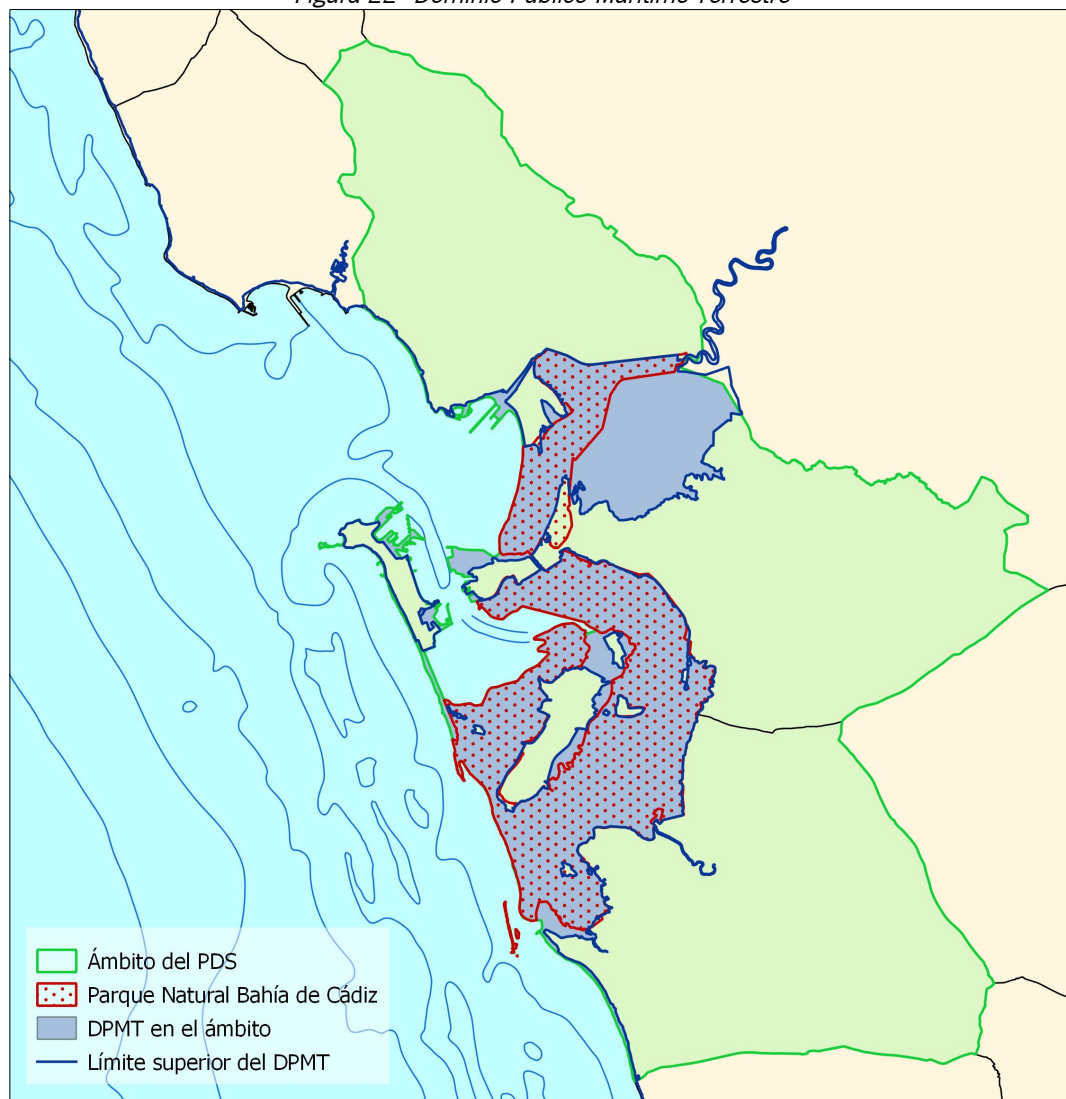 Figura 22 Dominio Público Marítimo Terrestre
Ámbito del PDS
Parque Natural Bahía de Cádiz
DPMT en el ámbito
Límite superior del DPMT